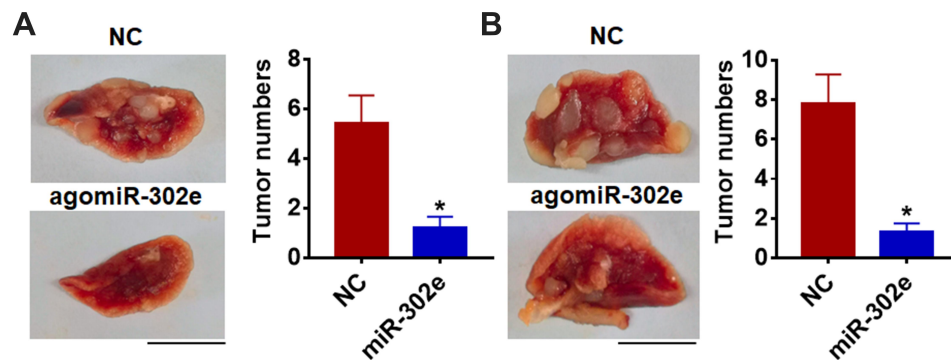 A
NC
agomiR-302e
Tumor numbers
8
6
4
2
0
*
NC
miR-302e
B
NC
agomiR-302e
Tumor numbers
10
8
6
4
2
0
*
NC
miR-302e